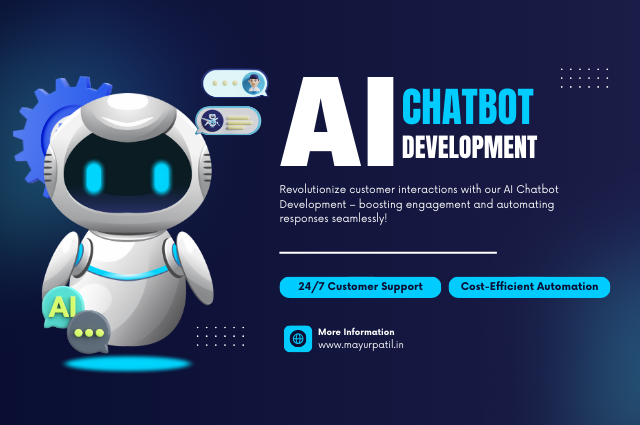 AI CHATBOT
DEVELOPMENT
Revolutionize customer interactions with our AI Chatbot
Development – boosting engagement and automating
responses seamlessly!
24/7 Customer Support
Cost-Efficient Automation
More Information
www.mayurpatil.in
AI